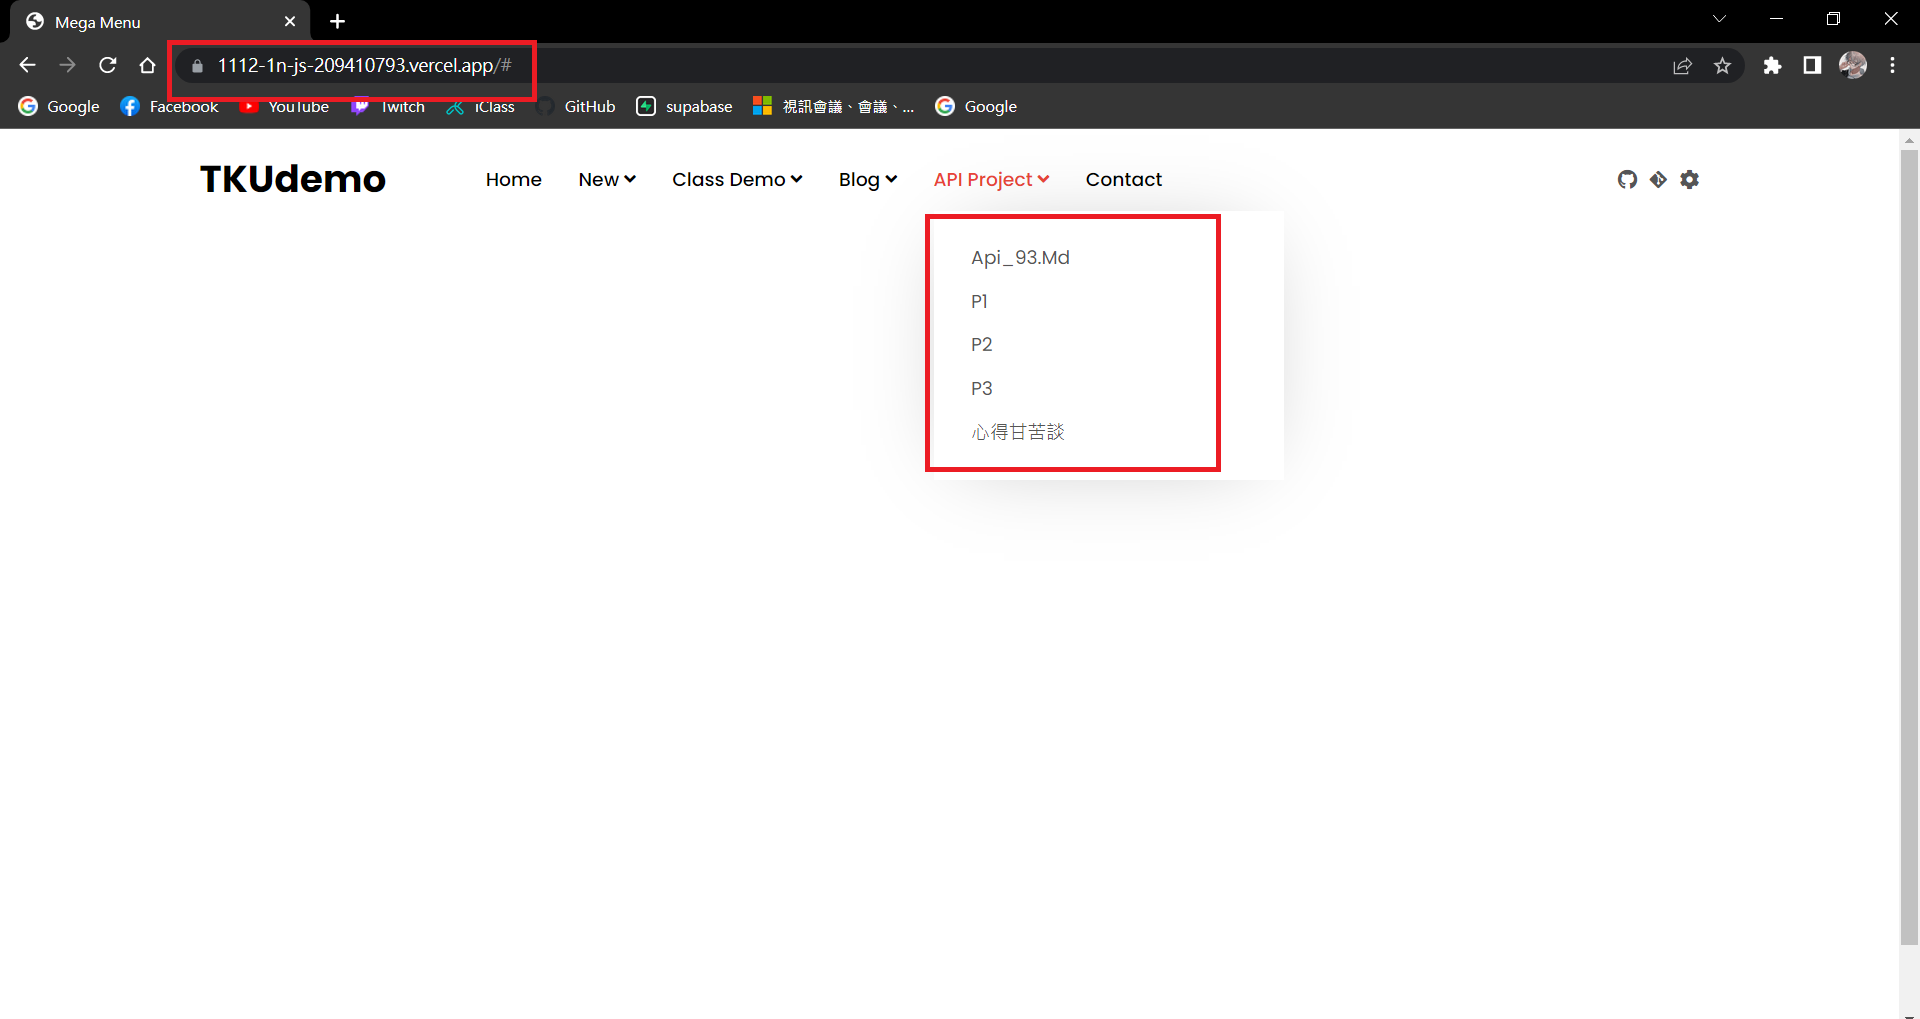 Mega Menu
1112-1n-js-209410793.vercel.app/#
Google Facebook YouTube Twitch iClass GitHub supabase 視訊會議、會議、... Google
TKUdemo Home New Class Demo Blog API Project Contact
Api_93.Md
P1
P2
P3
心得甘苦談